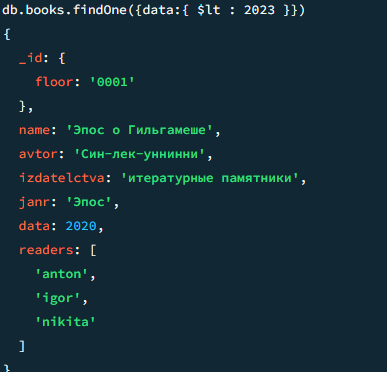 db.books.findOne({data:{ $lt : 2023 }})
{
  _id: {
    floor: '0001'
  },
  name: 'Эпос о Гильгамеше',
  avtor: 'Син-лек-уннинни',
  izdatelctva: 'итературные памятники',
  janr: 'Эпос',
  data: 2020,
  readers: [
    'anton',
    'igor',
    'nikita'
  ]
}